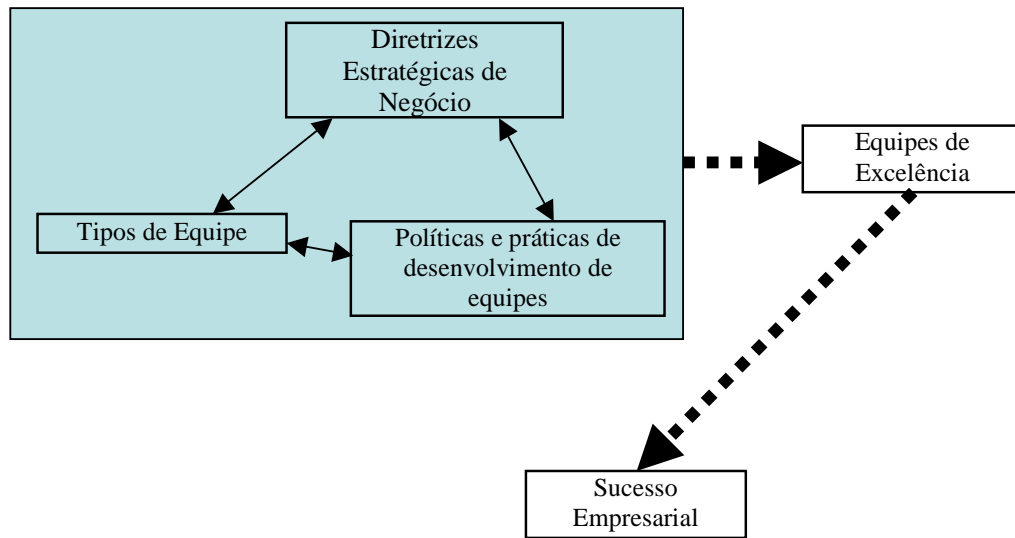 Diretrizes
Estratégicas de
Negócio
Equipes de
Excelência
Tipos de Equipe
Políticas e práticas de
desenvolvimento de
equipes
Sucesso
Empresarial